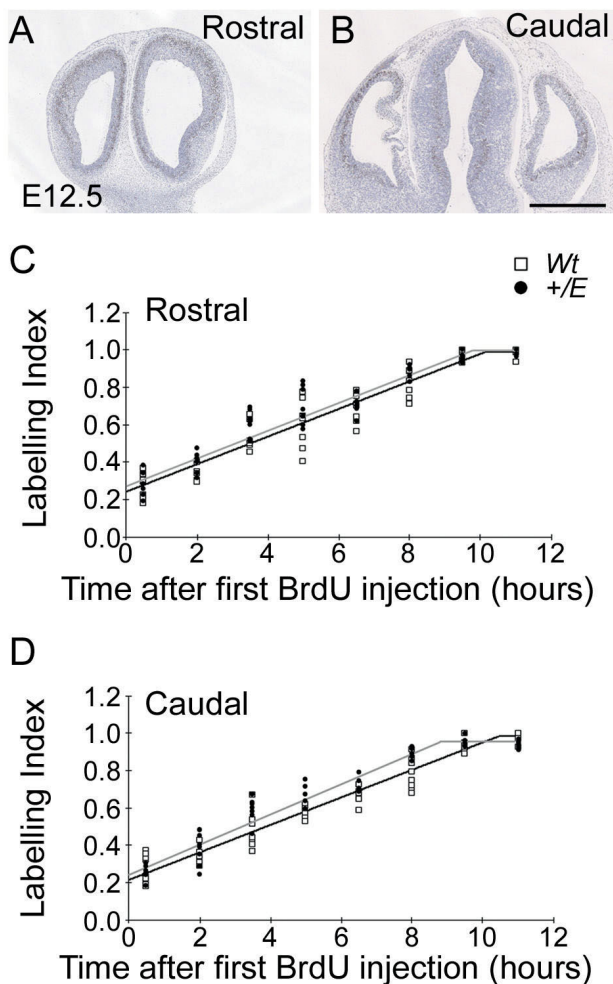 A Rostral
B Caudal
E12.5
C
Wt
+/E
Rostral
Labelling Index
1.2
1.0
0.8
0.6
0.4
0.2
0.0
0 2 4 6 8 10 12
Time after first BrdU injection (hours)
D
Caudal
Labelling Index
1.2
1.0
0.8
0.6
0.4
0.2
0.0
0 2 4 6 8 10 12
Time after first BrdU injection (hours)